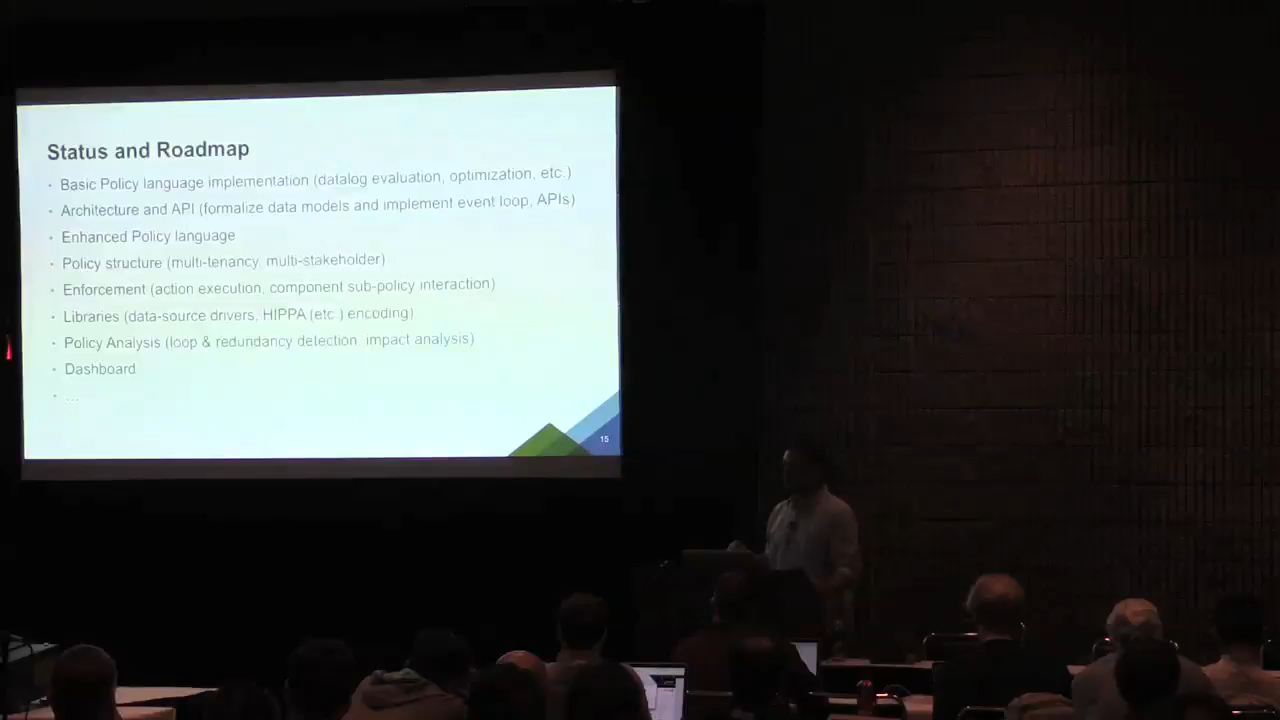 Status and Roadmap
· Basic Policy language implementation (datalog evaluation, optimization, etc.)
· Architecture and API (formalize data models and implement event loop, APIs)
· Enhanced Policy language
· Policy structure (multi-tenancy, multi-stakeholder)
· Enforcement (action execution, component sub-policy interaction)
· Libraries (data-source drivers, HIPPA (etc.) encoding)
· Policy Analysis (loop & redundancy detection, impact analysis)
· Dashboard
· ...
15